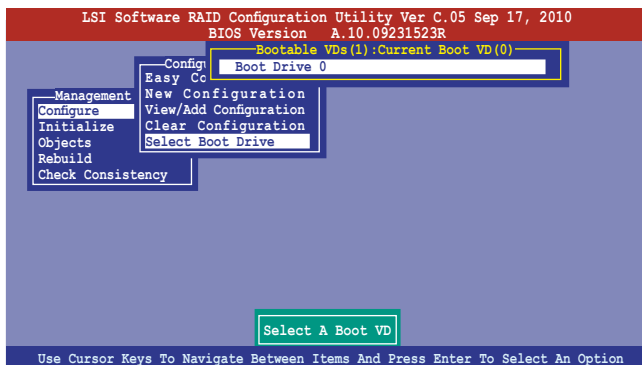 LSI Software RAID Configuration Utility Ver C.05 Sep 17, 2010
BIOS Version A.10.09231523R
Bootable VDs(1):Current Boot VD(0)
Boot Drive 0
Configu
Easy Co
New Configuration
View/Add Configuration
Clear Configuration
Select Boot Drive
Management
Configure
Initialize
Objects
Rebuild
Check Consistency
Select A Boot VD
Use Cursor Keys To Navigate Between Items And Press Enter To Select An Option